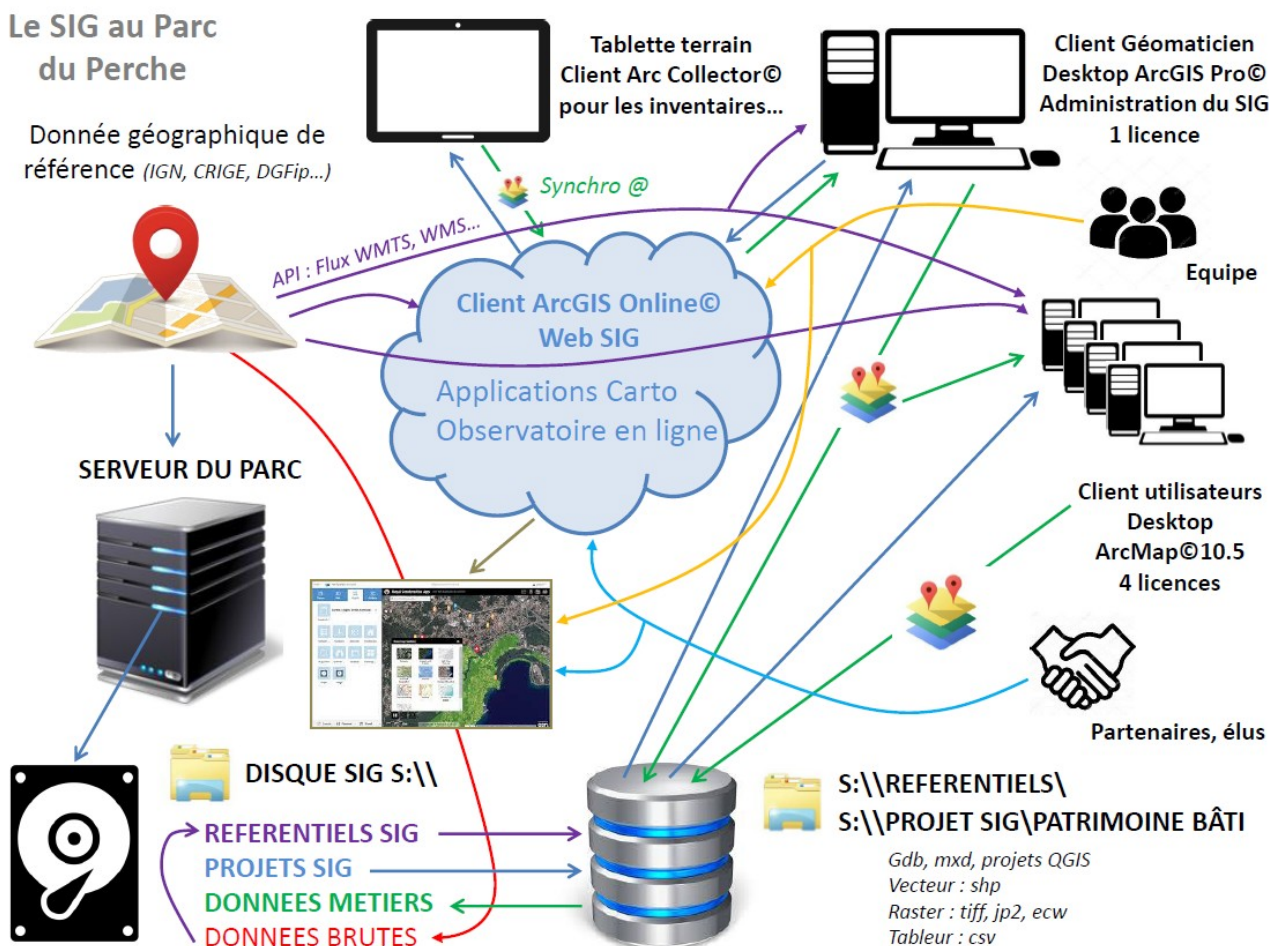 Le SIG au Parc
du Perche
Tablette terrain
Client Arc Collector©
pour les inventaires...
Client Géomaticien
Desktop ArcGIS Pro©
Administration du SIG
1 licence
Donnée géographique de
référence (IGN, CRIGE, DGFip...)
Synchro @
API : Flux WMTS, WMS...
Equipe
Client ArcGIS Online©
Web SIG
Applications Carto
Observatoire en ligne
SERVEUR DU PARC
Client utilisateurs
Desktop
ArcMap©10.5
4 licences
Partenaires, élus
DISQUE SIG S:\\
REFERENTIELS SIG
PROJETS SIG
DONNEES METIERS
DONNEES BRUTES
S:\\REFERENTIELS\
S:\\PROJET SIG\PATRIMOINE BÂTI
Gdb, mxd, projets QGIS
Vecteur : shp
Raster : tiff, jp2, ecw
Tableur : csv